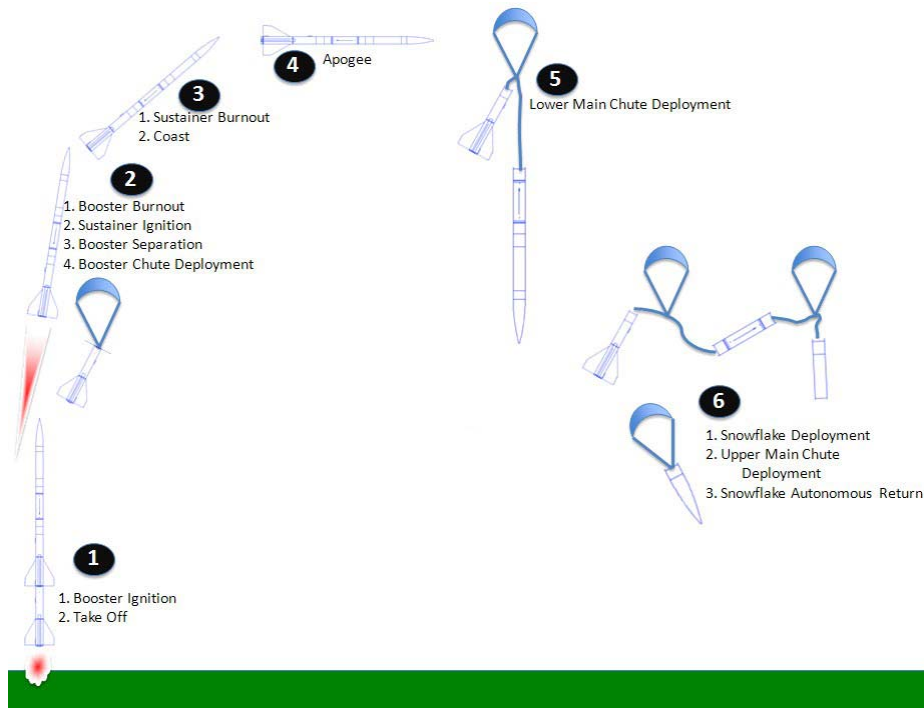 1
1. Booster Ignition
2. Take Off
2
1. Booster Burnout
2. Sustainer Ignition
3. Booster Separation
4. Booster Chute Deployment
3
1. Sustainer Burnout
2. Coast
4
Apogee
5
Lower Main Chute Deployment
6
1. Snowflake Deployment
2. Upper Main Chute
Deployment
3. Snowflake Autonomous Return